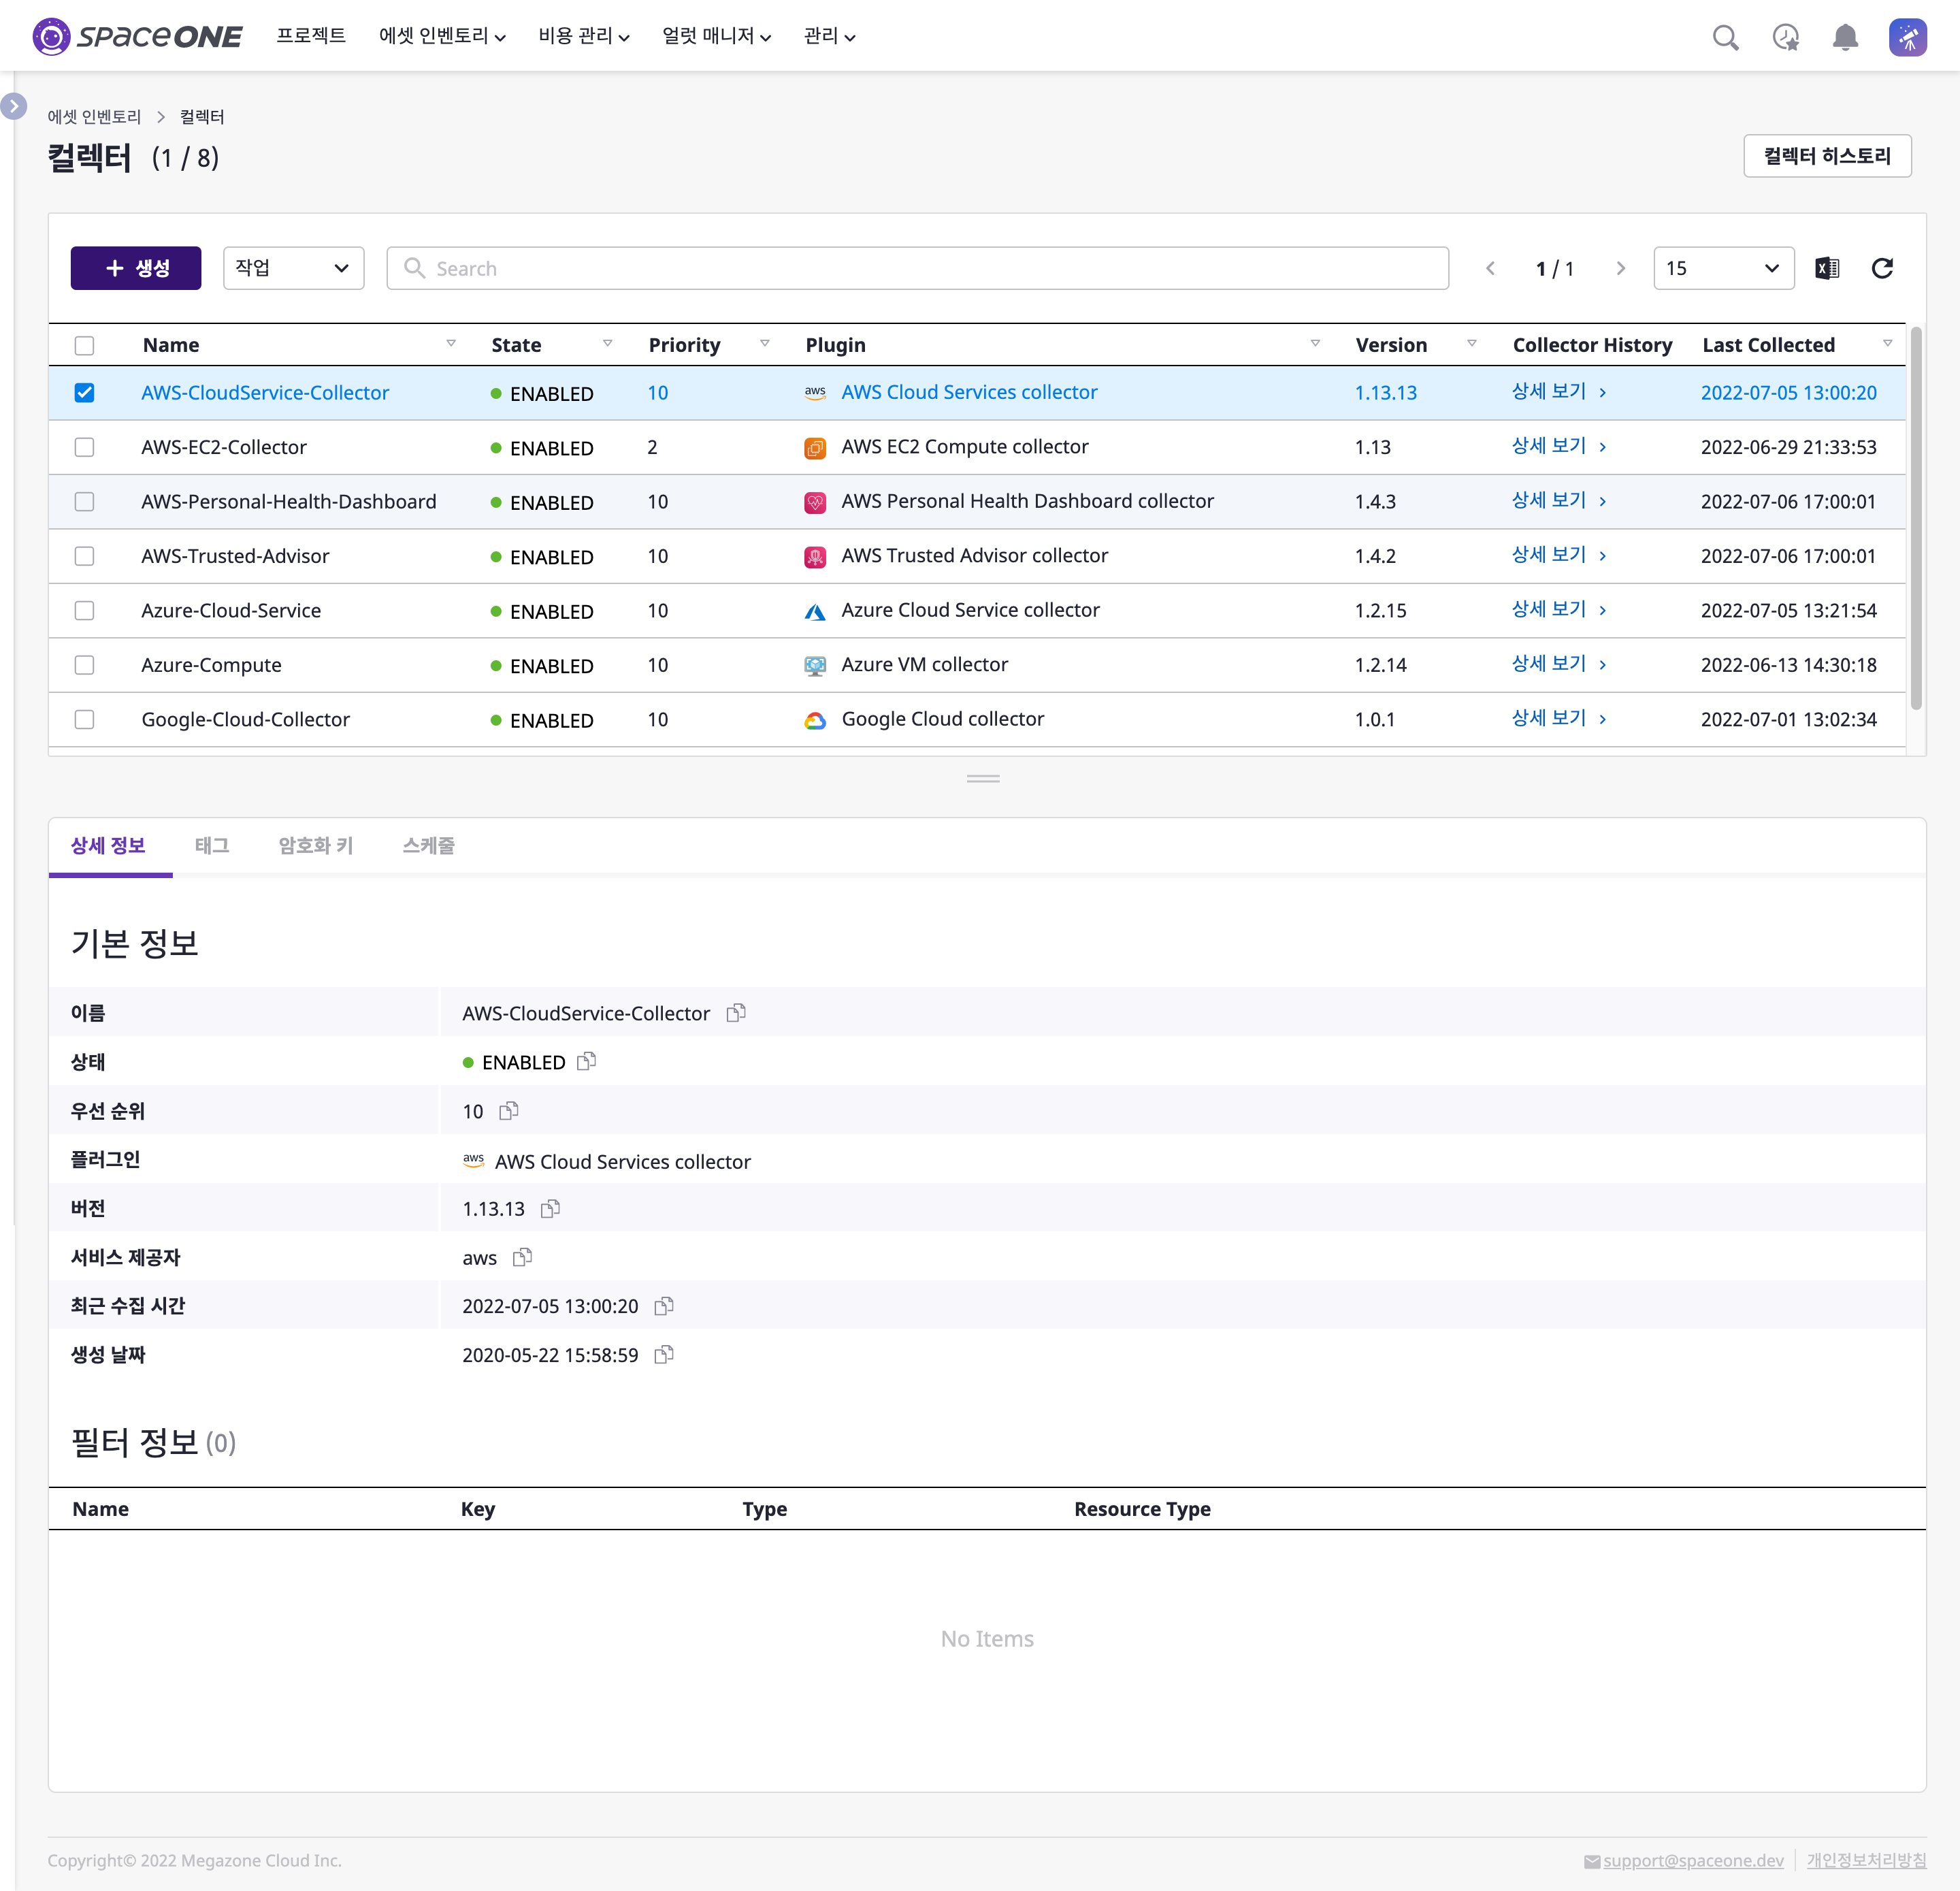 spaceONE 프로젝트 에셋 인벤토리 비용 관리 얼럿 매니저 관리
에셋 인벤토리 > 컬렉터
컬렉터 (1 / 8) 컬렉터 히스토리
+ 생성 작업 Search 1 / 1 15
Name State Priority Plugin Version Collector History Last Collected
AWS-CloudService-Collector ENABLED 10 aws AWS Cloud Services collector 1.13.13 상세 보기 > 2022-07-05 13:00:20
AWS-EC2-Collector ENABLED 2 AWS EC2 Compute collector 1.13 상세 보기 > 2022-06-29 21:33:53
AWS-Personal-Health-Dashboard ENABLED 10 AWS Personal Health Dashboard collector 1.4.3 상세 보기 > 2022-07-06 17:00:01
AWS-Trusted-Advisor ENABLED 10 AWS Trusted Advisor collector 1.4.2 상세 보기 > 2022-07-06 17:00:01
Azure-Cloud-Service ENABLED 10 Azure Cloud Service collector 1.2.15 상세 보기 > 2022-07-05 13:21:54
Azure-Compute ENABLED 10 Azure VM collector 1.2.14 상세 보기 > 2022-06-13 14:30:18
Google-Cloud-Collector ENABLED 10 Google Cloud collector 1.0.1 상세 보기 > 2022-07-01 13:02:34
상세 정보 태그 암호화 키 스케줄
기본 정보
이름 AWS-CloudService-Collector
상태 ENABLED
우선 순위 10
플러그인 aws AWS Cloud Services collector
버전 1.13.13
서비스 제공자 aws
최근 수집 시간 2022-07-05 13:00:20
생성 날짜 2020-05-22 15:58:59
필터 정보 (0)
Name Key Type Resource Type
No Items
Copyright© 2022 Megazone Cloud Inc. support@spaceone.dev 개인정보처리방침